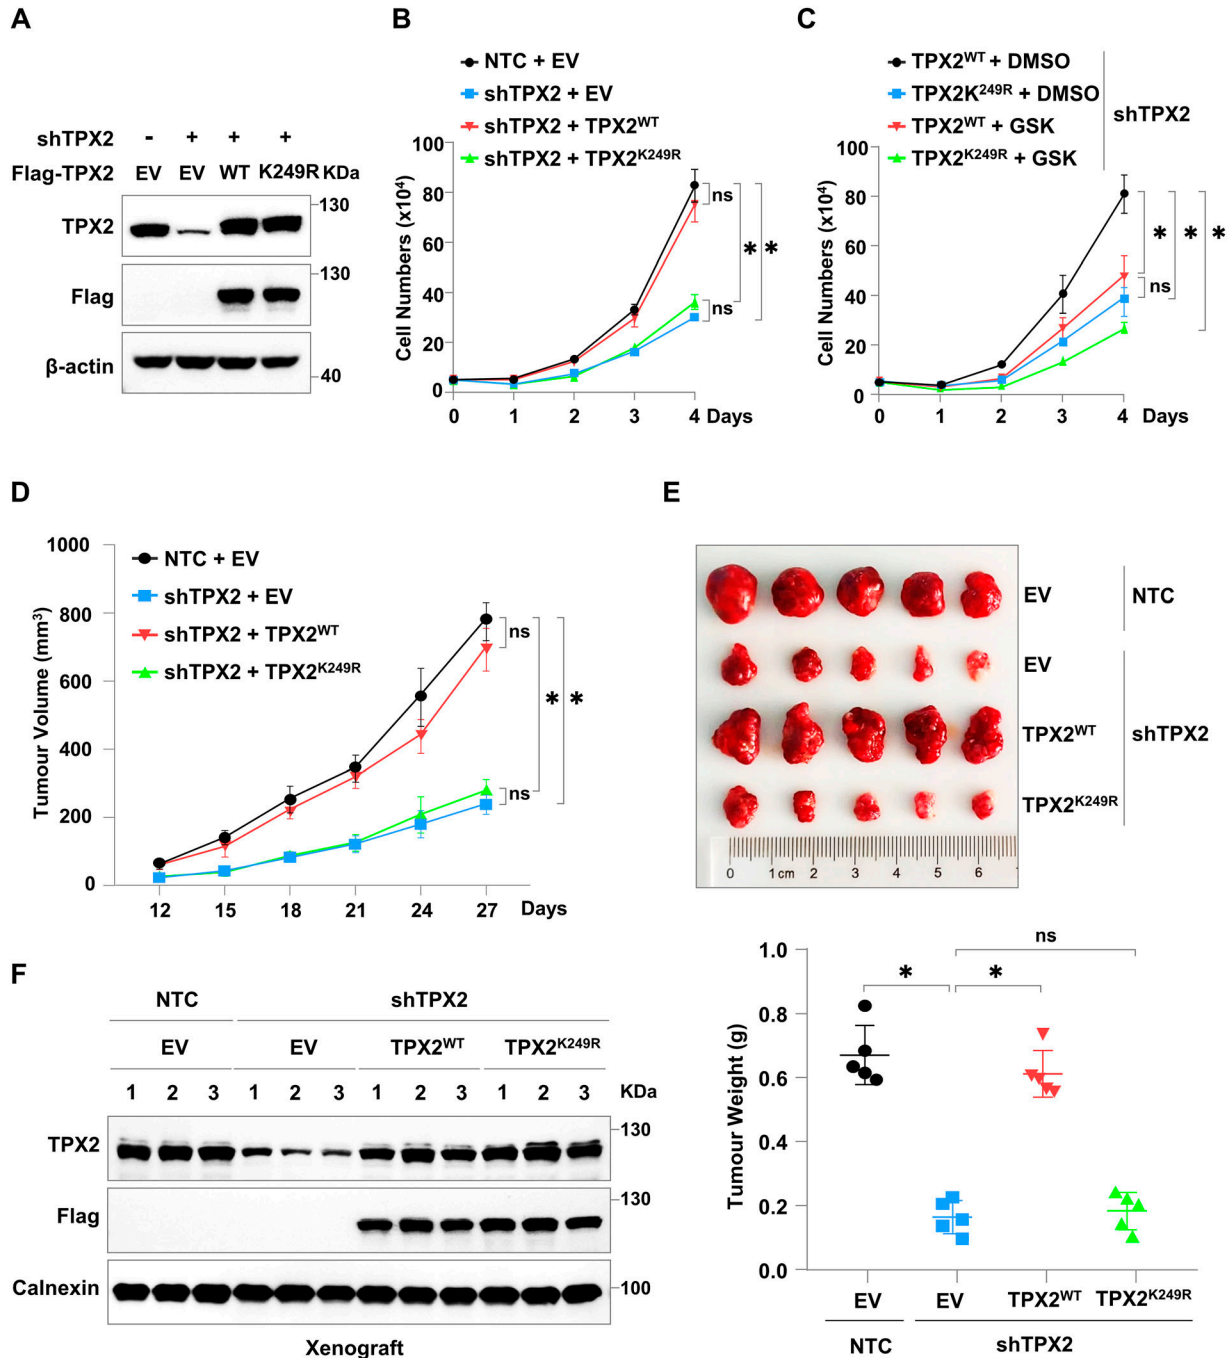 A
shTPX2 - + + +
Flag-TPX2 EV EV WT K249R KDa
TPX2
130
Flag
130
β-actin
40
B
NTC + EV
shTPX2 + EV
shTPX2 + TPX2WT
shTPX2 + TPX2K249R
Cell Numbers (x10⁴)
100
80
60
40
20
0
0 1 2 3 4 Days
ns
ns
* *
C
TPX2WT + DMSO
TPX2K249R + DMSO
TPX2WT + GSK
TPX2K249R + GSK
shTPX2
Cell Numbers (x10⁴)
100
80
60
40
20
0
0 1 2 3 4 Days
* * *
ns
D
NTC + EV
shTPX2 + EV
shTPX2 + TPX2WT
shTPX2 + TPX2K249R
Tumour Volume (mm³)
1000
800
600
400
200
0
12 15 18 21 24 27 Days
ns
* *
ns
E
EV NTC
EV
TPX2WT shTPX2
TPX2K249R
0 1 cm 2 3 4 5 6
Tumour Weight (g)
1.0
0.8
0.6
0.4
0.2
0.0
ns
* *
EV EV TPX2WT TPX2K249R
NTC shTPX2
F
NTC shTPX2
EV EV TPX2WT TPX2K249R
1 2 3 1 2 3 1 2 3 1 2 3 KDa
TPX2
130
Flag
130
Calnexin 100
Xenograft